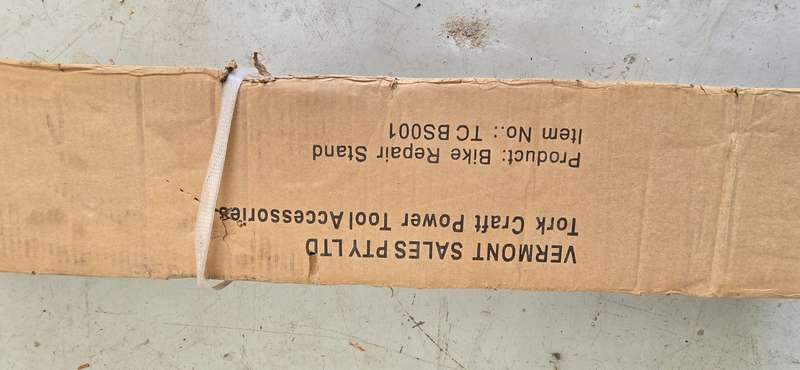 VERMONT SALES PTY LTD
Tork Craft Power Tool Accessories
Product: Bike Repair Stand
Item No.: TC BS001